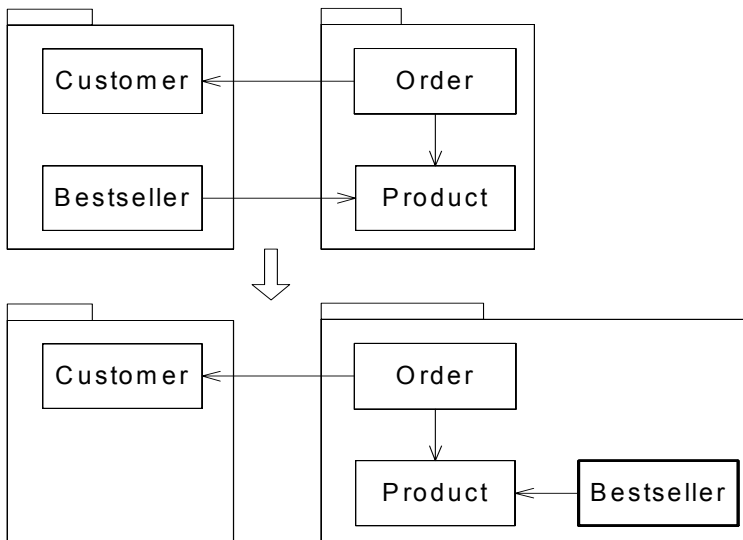 Customer
Order
Bestseller
Product
Customer
Order
Product
Bestseller